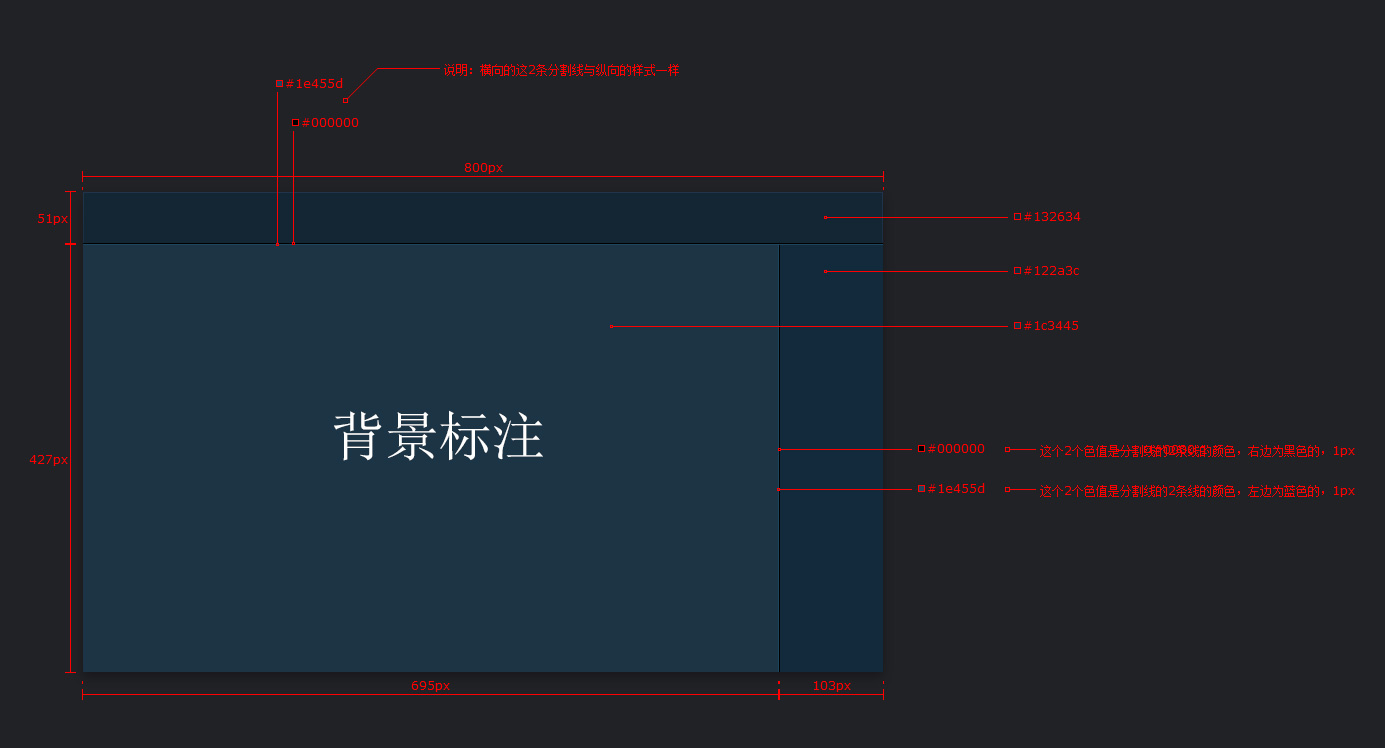 说明：横向的这2条分割线与纵向的样式一样
#1e455d
#000000
800px
51px
#132634
#122a3c
#1c3445
背景标注
427px
#000000
这个2个色值是分割线的2条线的颜色，右边为黑色的，1px
#1e455d
这个2个色值是分割线的2条线的颜色，左边为蓝色的，1px
695px
103px